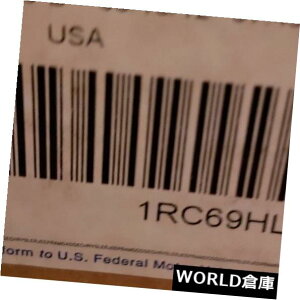 USA
1RC69HL
form to U.S. Federal Mo
WORLD倉庫